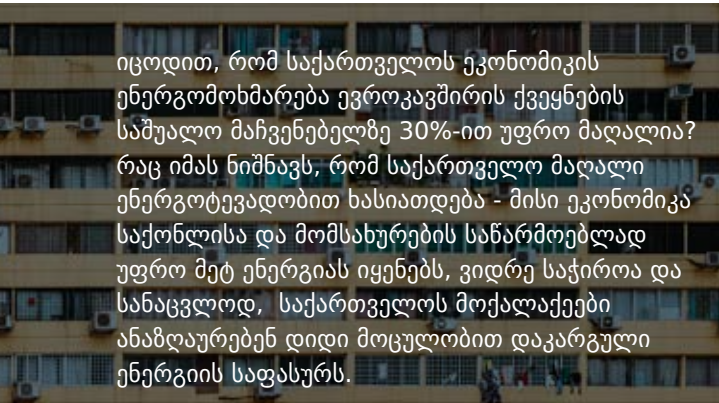 იცოდით, რომ საქართველოს ეკონომიკის
ენერგომოხმარება ევროკავშირის ქვეყნების
საშუალო მაჩვენებელზე 30%-ით უფრო მაღალია?
რაც იმას ნიშნავს, რომ საქართველო მაღალი
ენერგოტევადობით ხასიათდება - მისი ეკონომიკა
საქონლისა და მომსახურების საწარმოებლად
უფრო მეტ ენერგიას იყენებს, ვიდრე საჭიროა და
სანაცვლოდ, საქართველოს მოქალაქეები
ანაზღაურებენ დიდი მოცულობით დაკარგული
ენერგიის საფასურს.